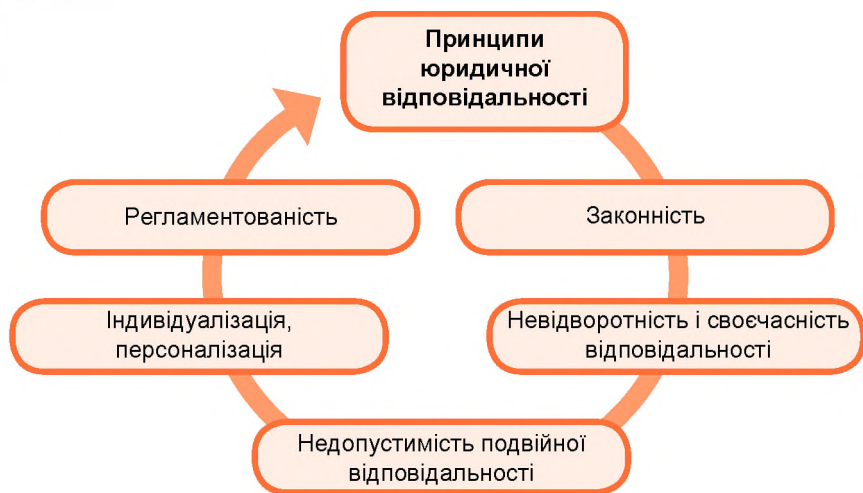 Принципи
юридичної
відповідальності
Регламентованість
Законність
Індивідуалізація,
персоналізація
Невідворотність і своєчасність
відповідальності
Недопустимість подвійної
відповідальності